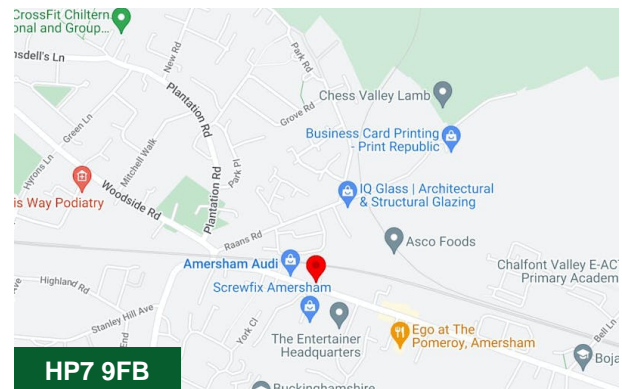 CrossFit Chiltern
onal and Group...
nsdell's Ln
New Rd
Park Rd
Plantation Rd
Chess Valley Lamb
Grove Rd
Green Ln
Mitchell Walk
Business Card Printing
- Print Republic
Hyrons Ln
Park Pl
Plantation Rd
is Way Podiatry
Woodside Rd
IQ Glass | Architectural
& Structural Glazing
Raans Rd
Asco Foods
Amersham Audi
Chalfont Valley E-ACT
Primary Academ
Highland Rd
Screwfix Amersham
Stanley Hill Ave
York Cl
Bell Ln
The Entertainer
Headquarters
Ego at The
Pomeroy, Amersham
End
Ave
Boja
HP7 9FB
Buckinghamshire